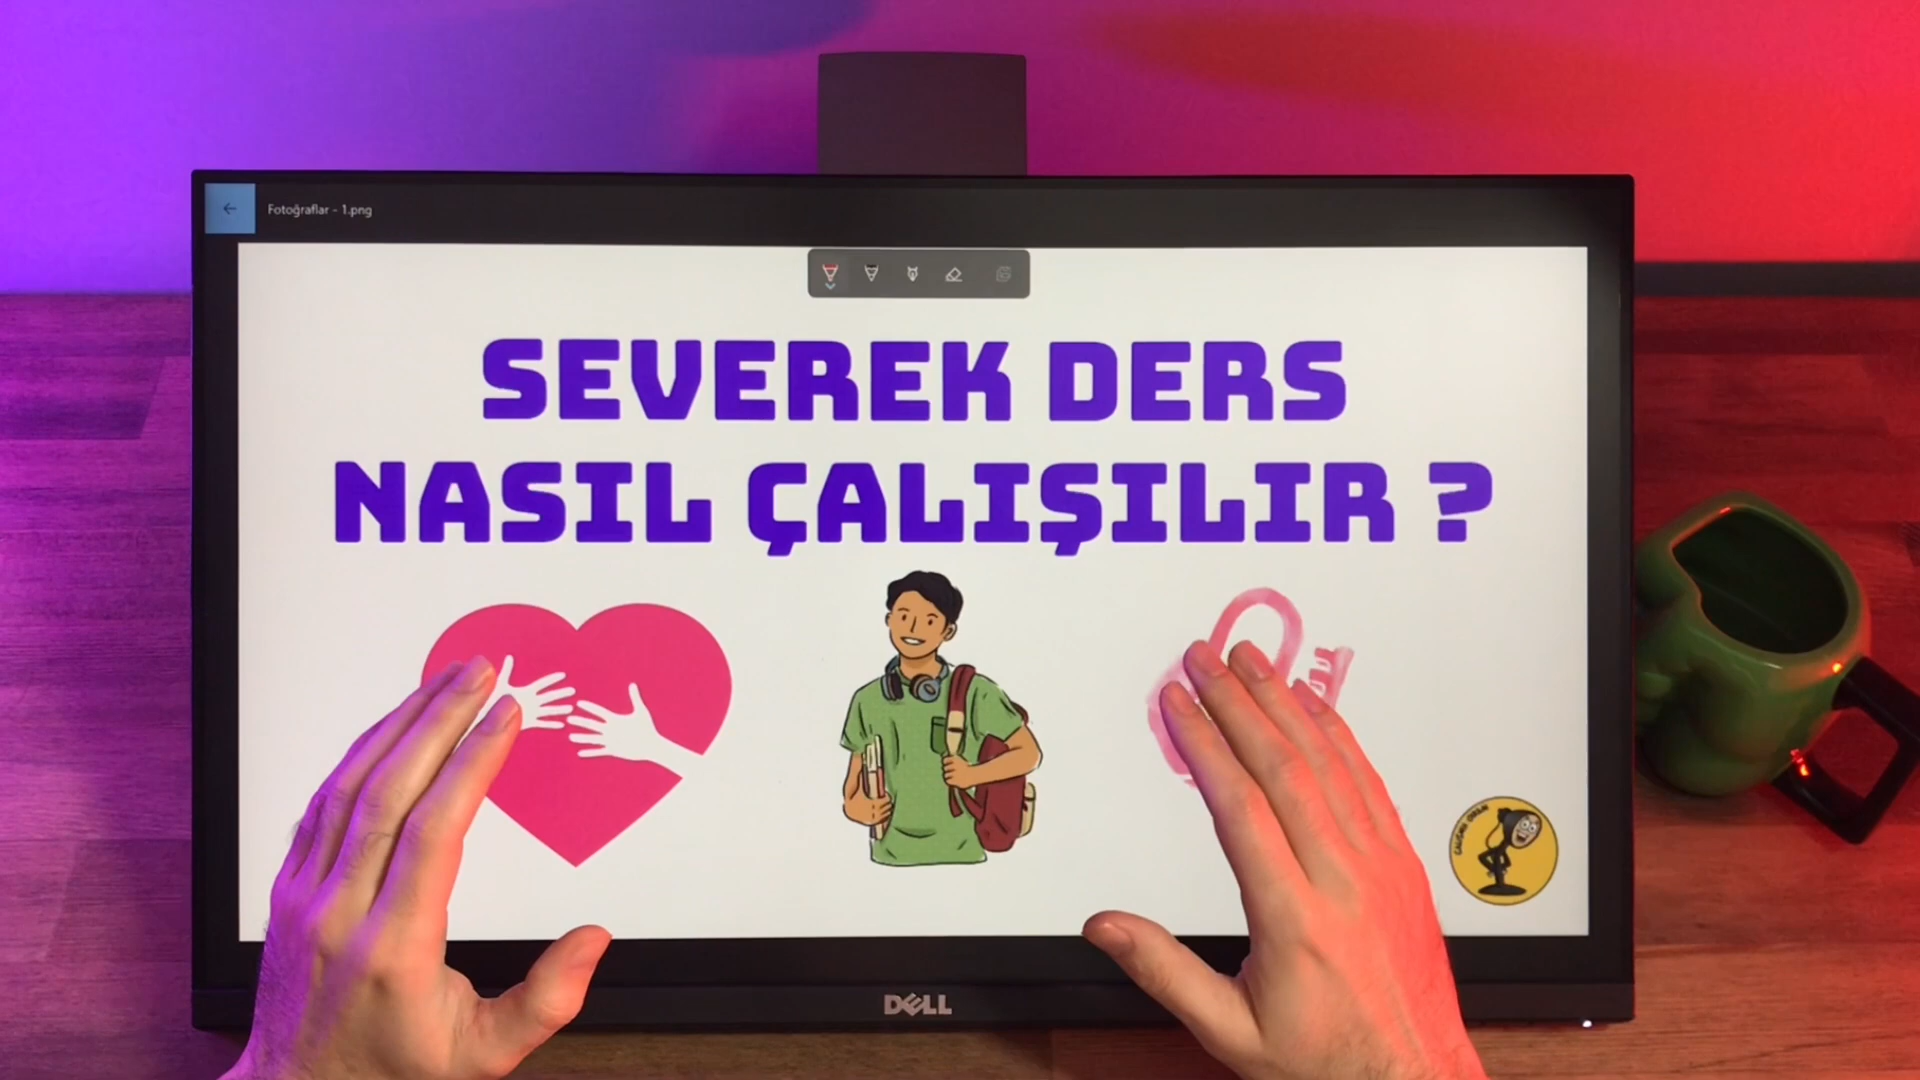 Fotoğraflar - 1.png
SEVEREK DERS
NASIL ÇALIŞILIR ?
DELL